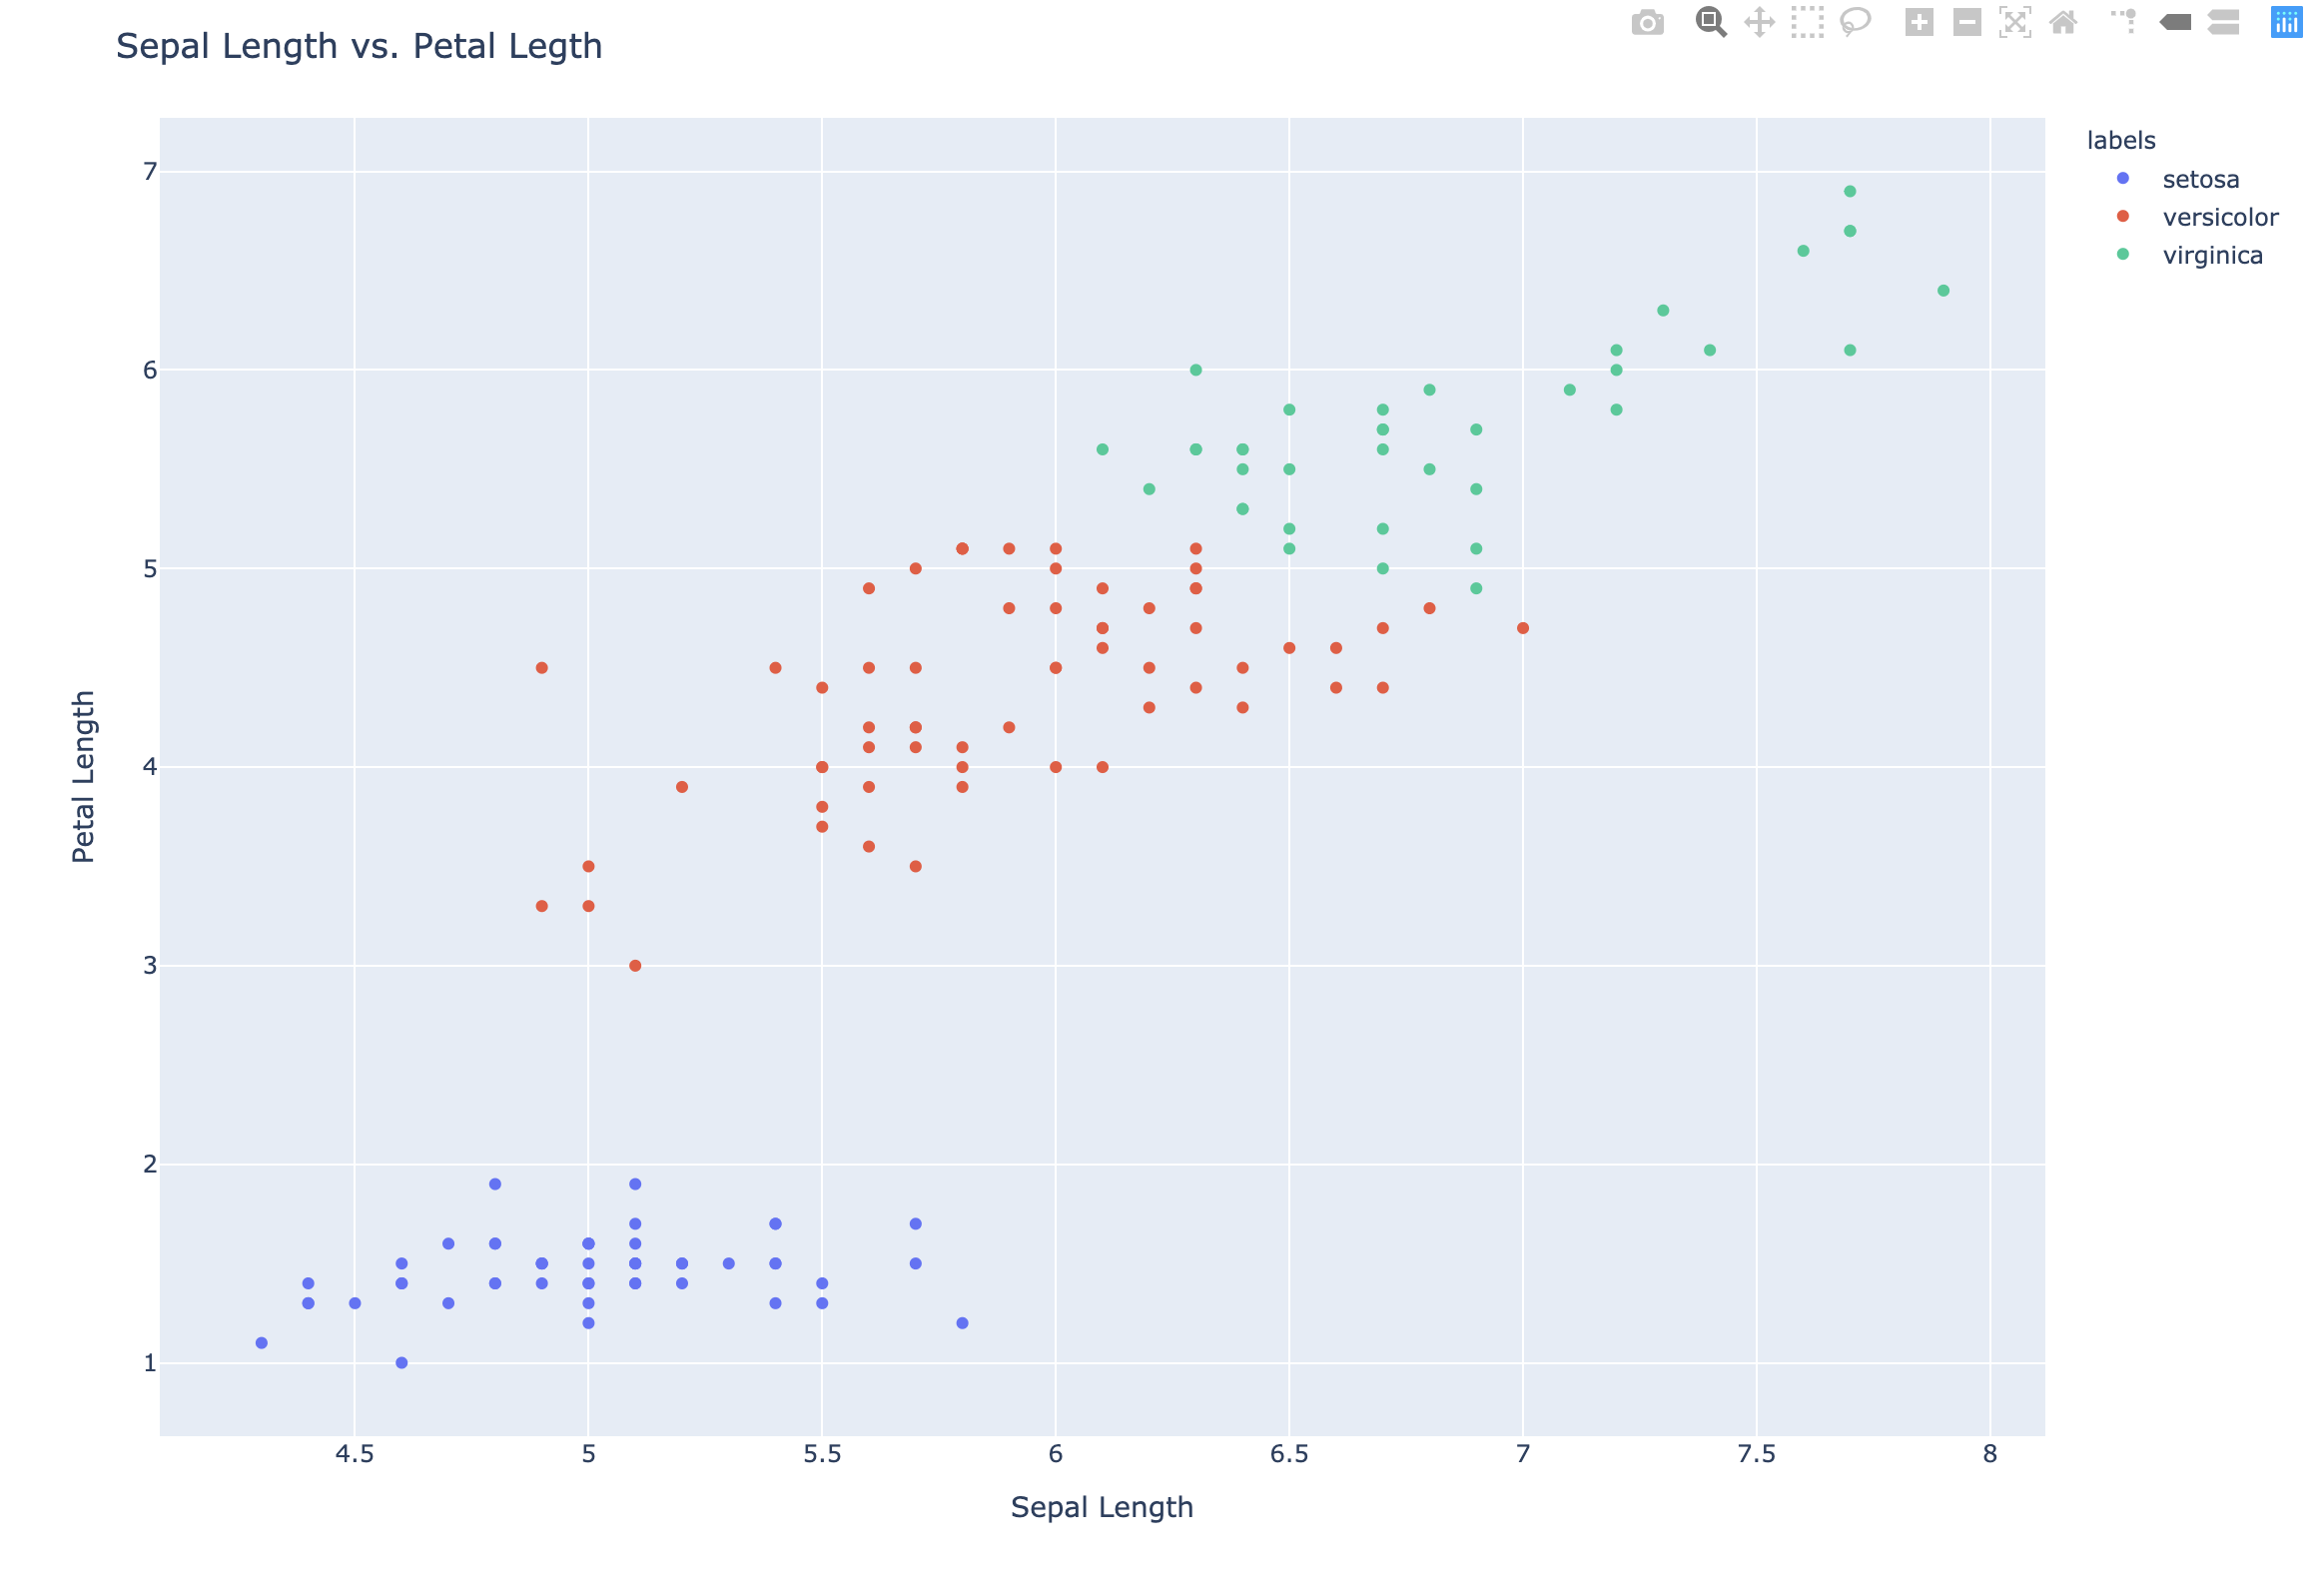 Sepal Length vs. Petal Legth
labels
setosa
versicolor
virginica
7
6
5
4
3
2
1
Petal Length
4.5 5 5.5 6 6.5 7 7.5 8
Sepal Length